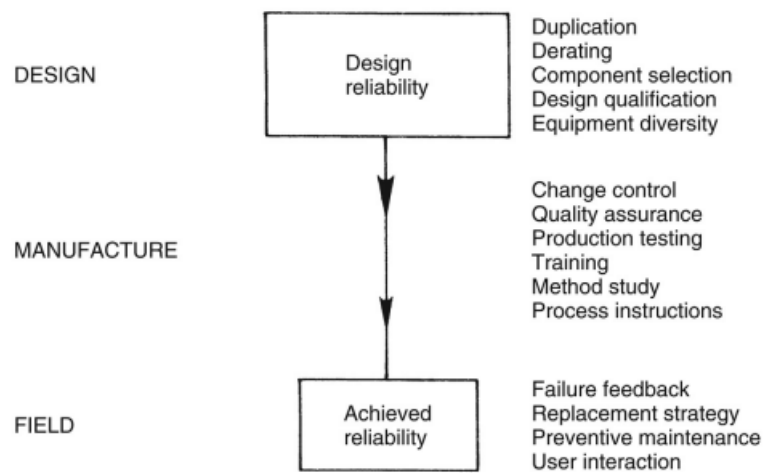 DESIGN
Design
reliability
Duplication
Derating
Component selection
Design qualification
Equipment diversity
MANUFACTURE
Change control
Quality assurance
Production testing
Training
Method study
Process instructions
FIELD
Achieved
reliability
Failure feedback
Replacement strategy
Preventive maintenance
User interaction